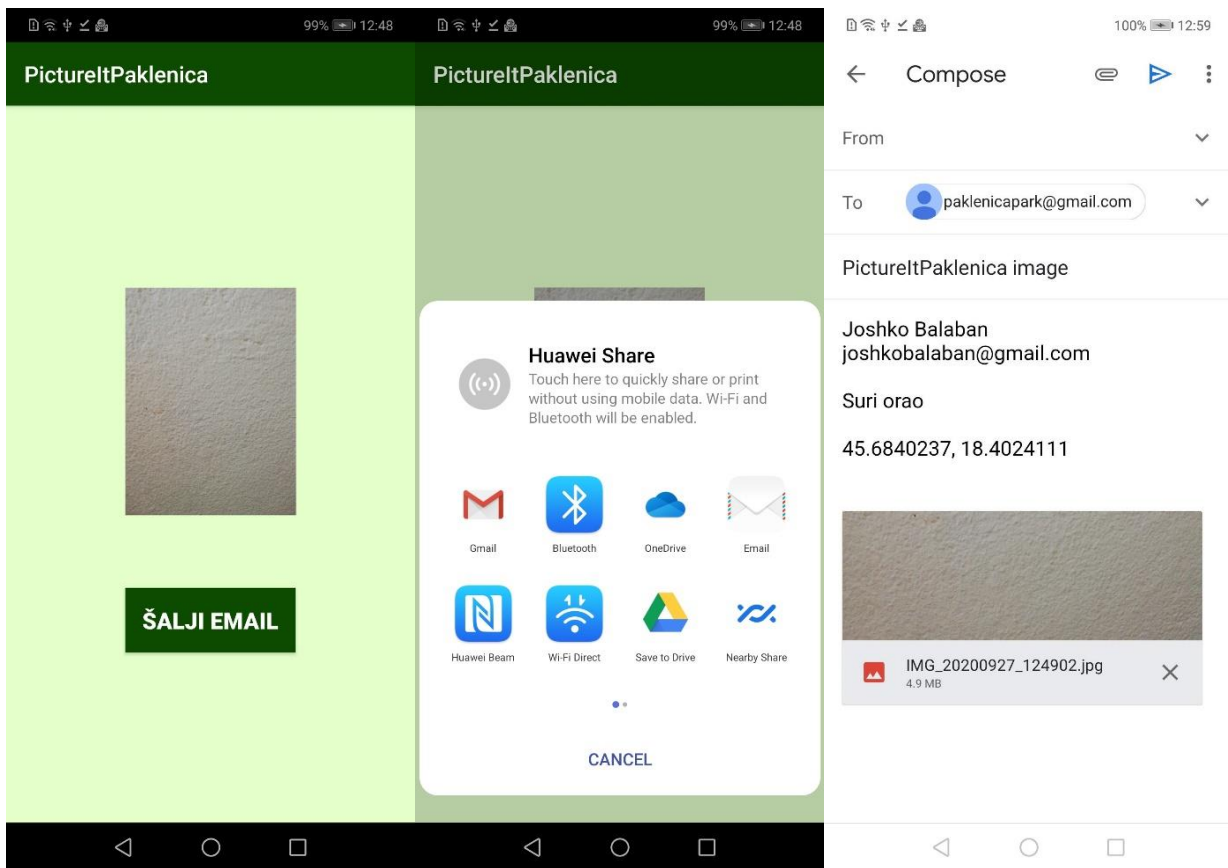 99% 12:48
PictureItPaklenica
ŠALJI EMAIL
99% 12:48
PictureItPaklenica
Huawei Share
Touch here to quickly share or print
without using mobile data. Wi-Fi and
Bluetooth will be enabled.
Gmail Bluetooth OneDrive Email
Huawei Beam Wi-Fi Direct Save to Drive Nearby Share
CANCEL
100% 12:59
Compose
From
To paklenicapark@gmail.com
PictureItPaklenica image
Joshko Balaban
joshkobalaban@gmail.com
Suri orao
45.6840237, 18.4024111
IMG_20200927_124902.jpg
4.9 MB